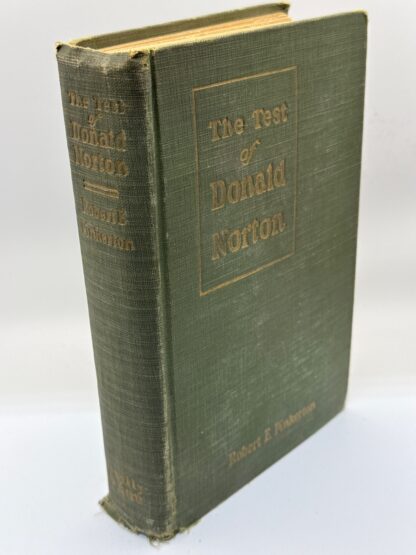 The Test
of
Donald
Norton
Robert E
Pinkerton
The Test
of
Donald
Norton
Robert E. Pinkerton